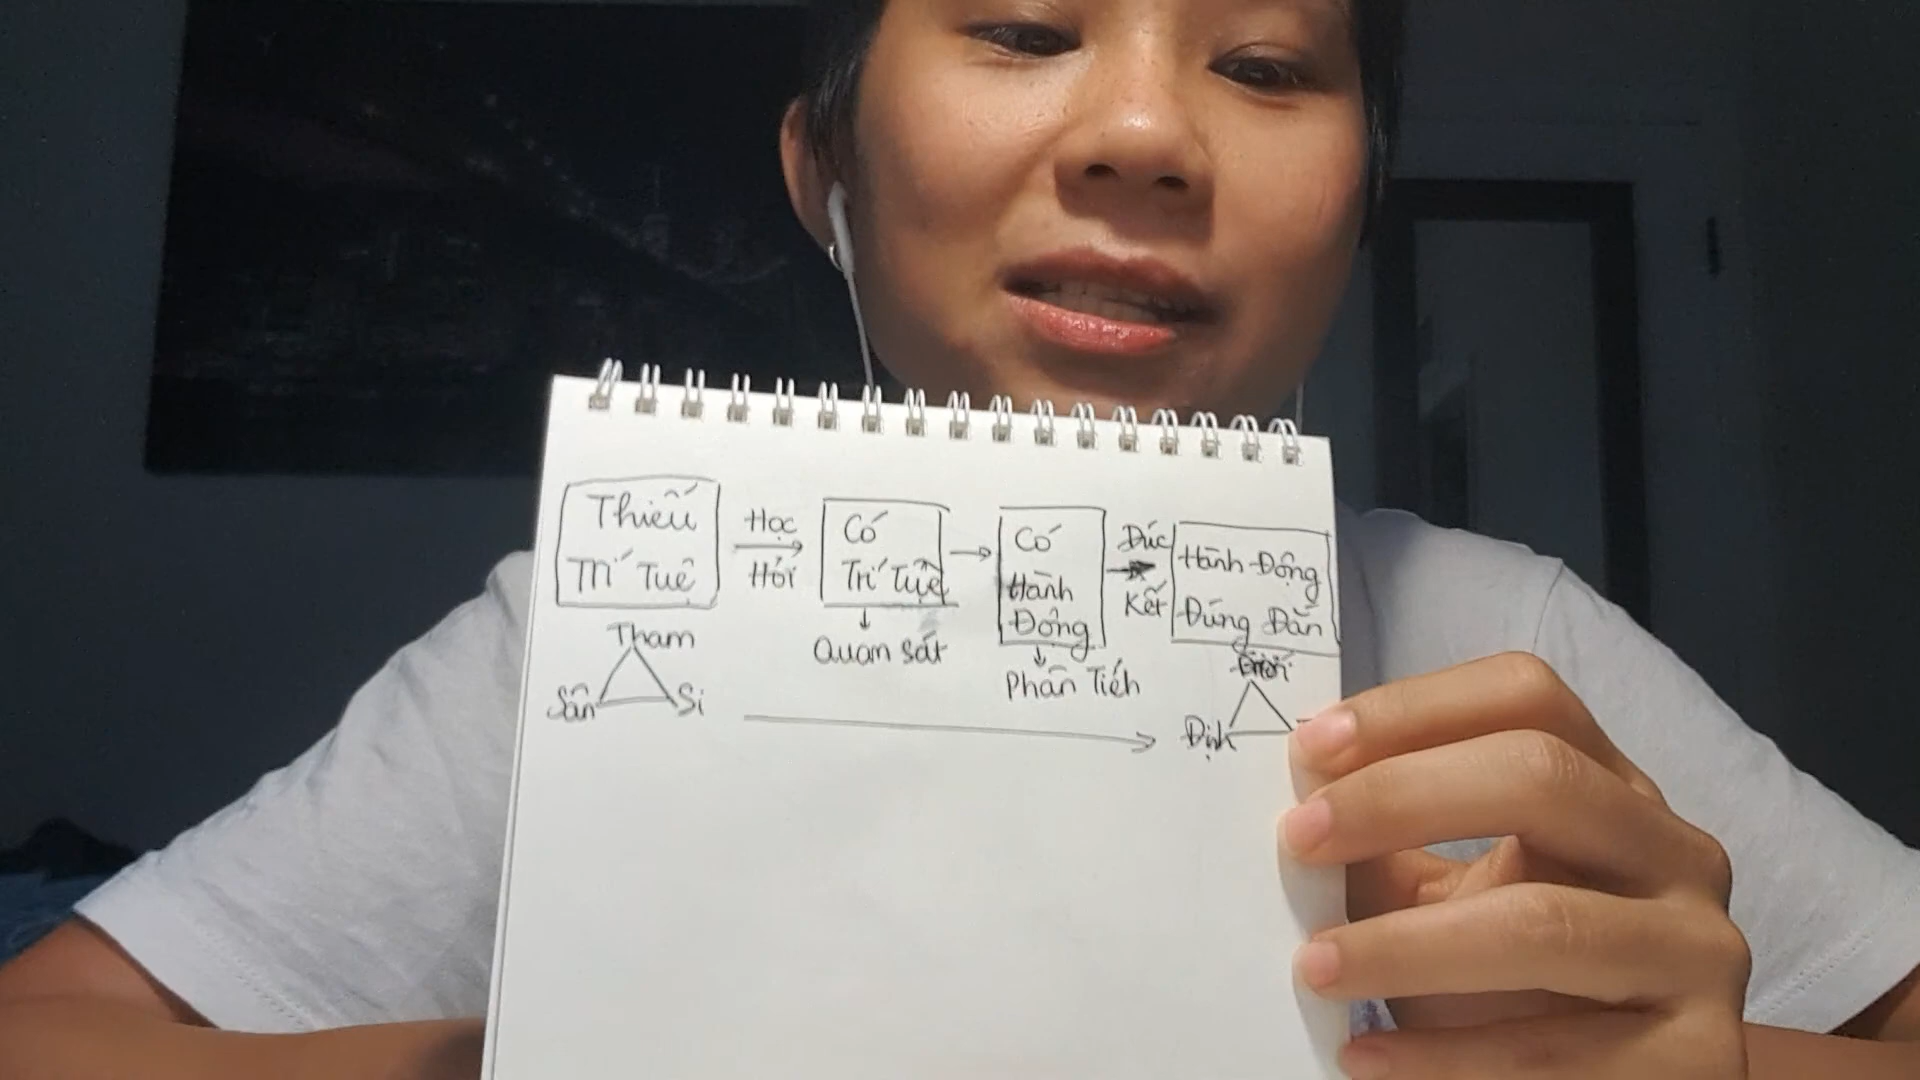 Thiếu
Trí Tuệ
Học
Hỏi
Có
Trí Tuệ
Có
Hành
Động
Đúc
Kết
Hành Động
Đúng Đắn
Tham
Sân
Si
Quan sát
Phân Tích
Định